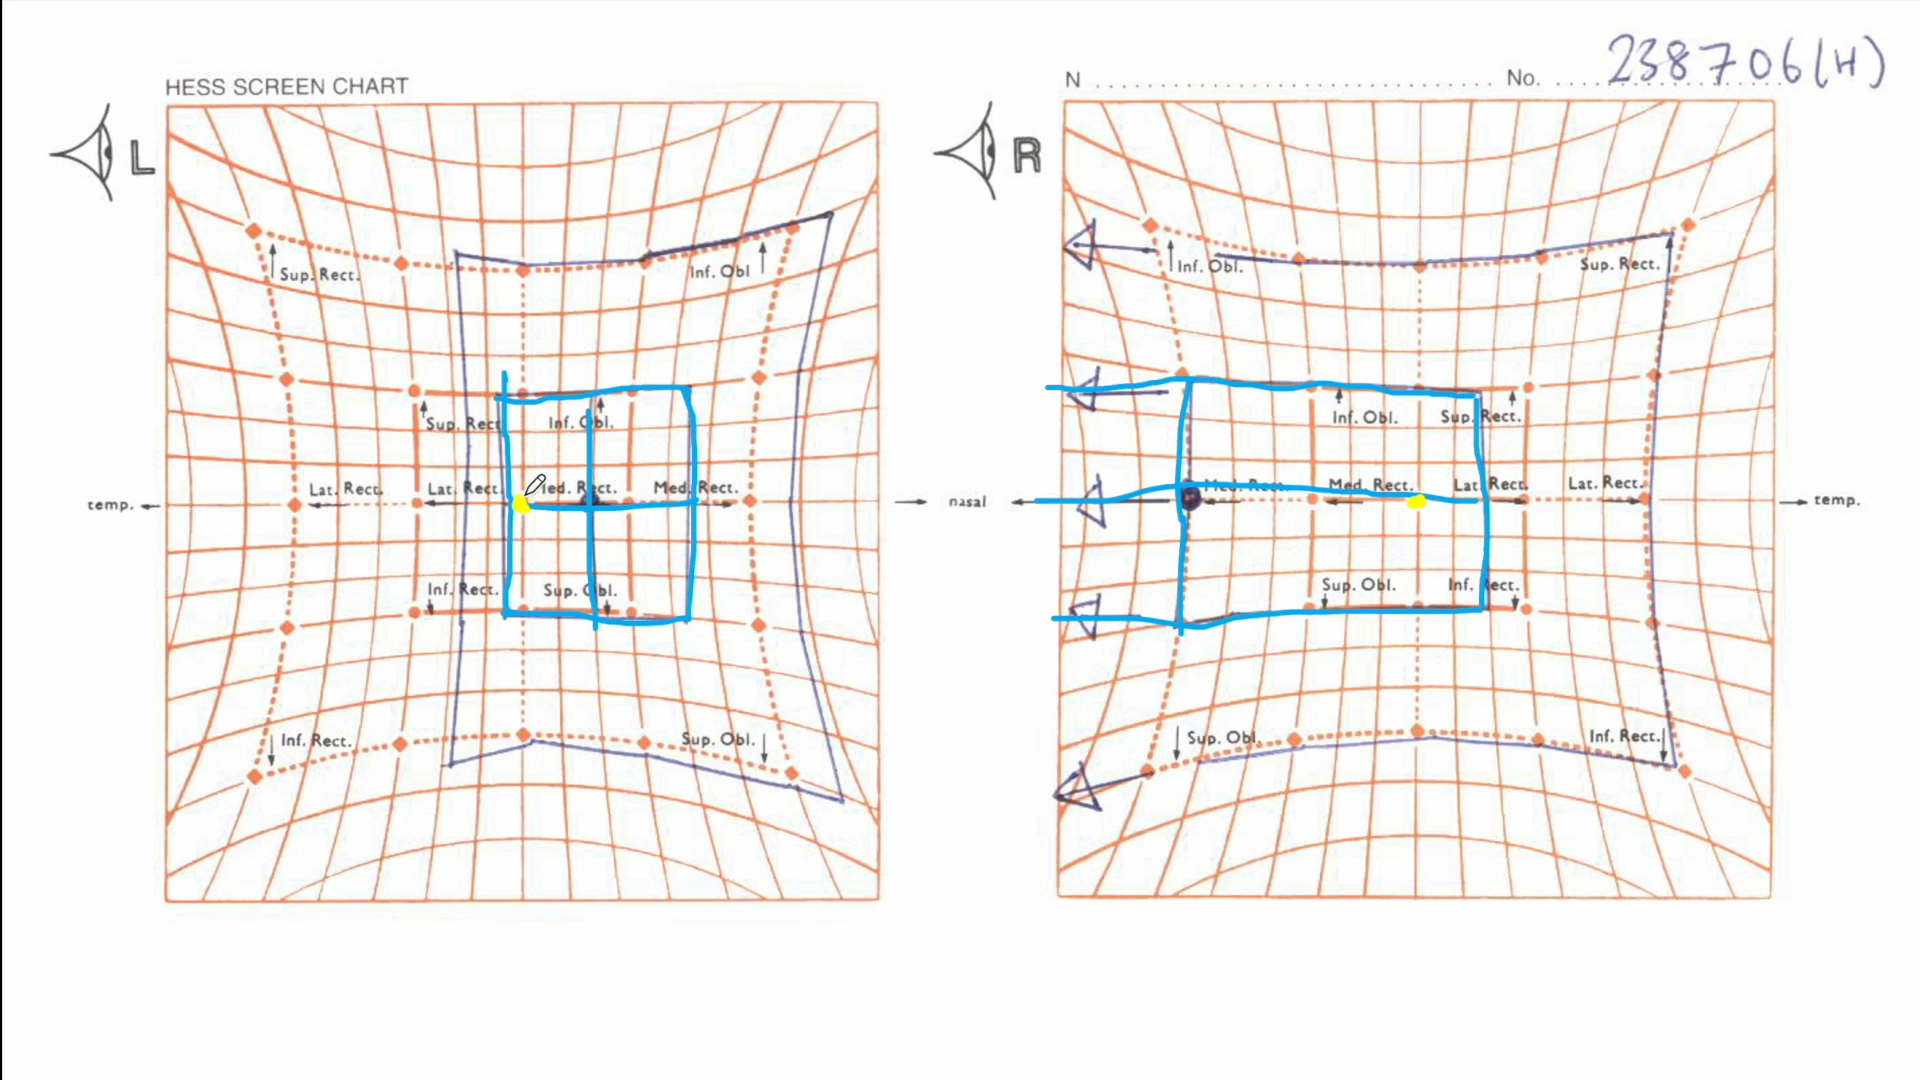 HESS SCREEN CHART
N No. 238706(H)
L
R
Sup. Rect. Inf. Obl
Inf. Obl. Sup. Rect.
Sup. Rect Inf. Obl.
Inf. Obl. Sup. Rect.
temp. Lat. Rect. Lat. Rect. Med. Rect. Med. Rect. nasal
Med. Rect. Med. Rect. Lat. Rect. Lat. Rect. temp.
Inf. Rect. Sup. Obl.
Sup. Obl. Inf. Rect.
Inf. Rect. Sup. Obl.
Sup. Obl. Inf. Rect.